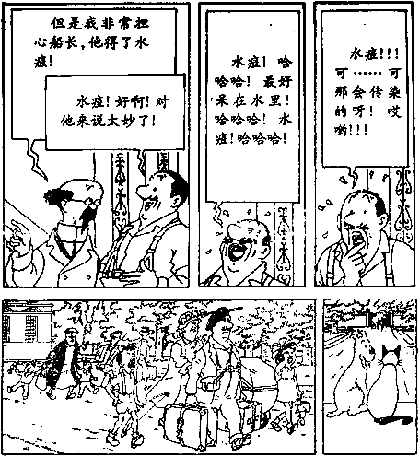 但是我非常担
心船长,他得了水
痘!
水痘!好啊!对
他来说太妙了!
水痘!哈
哈哈!最好
呆在水里!
哈哈哈!水
痘!哈哈哈!
水痘!!!
可……可
那会传染
的呀!哎
哟!!!